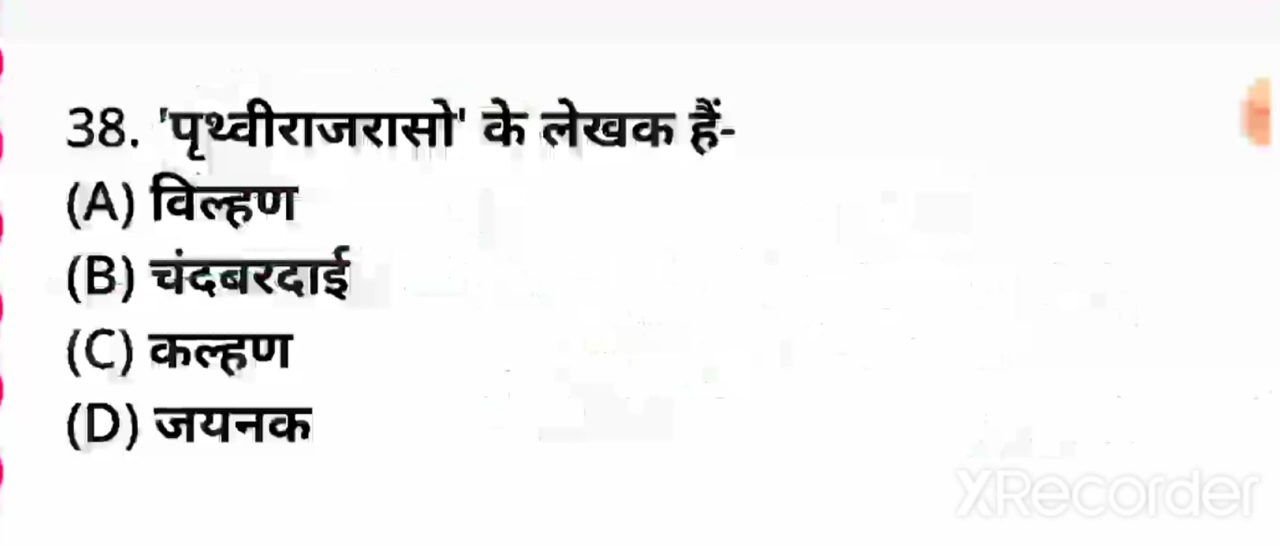 38. 'पृथ्वीराजरासो' के लेखक हैं-
(A) विल्हण
(B) चंदबरदाई
(C) कल्हण
(D) जयनक
XRecorder